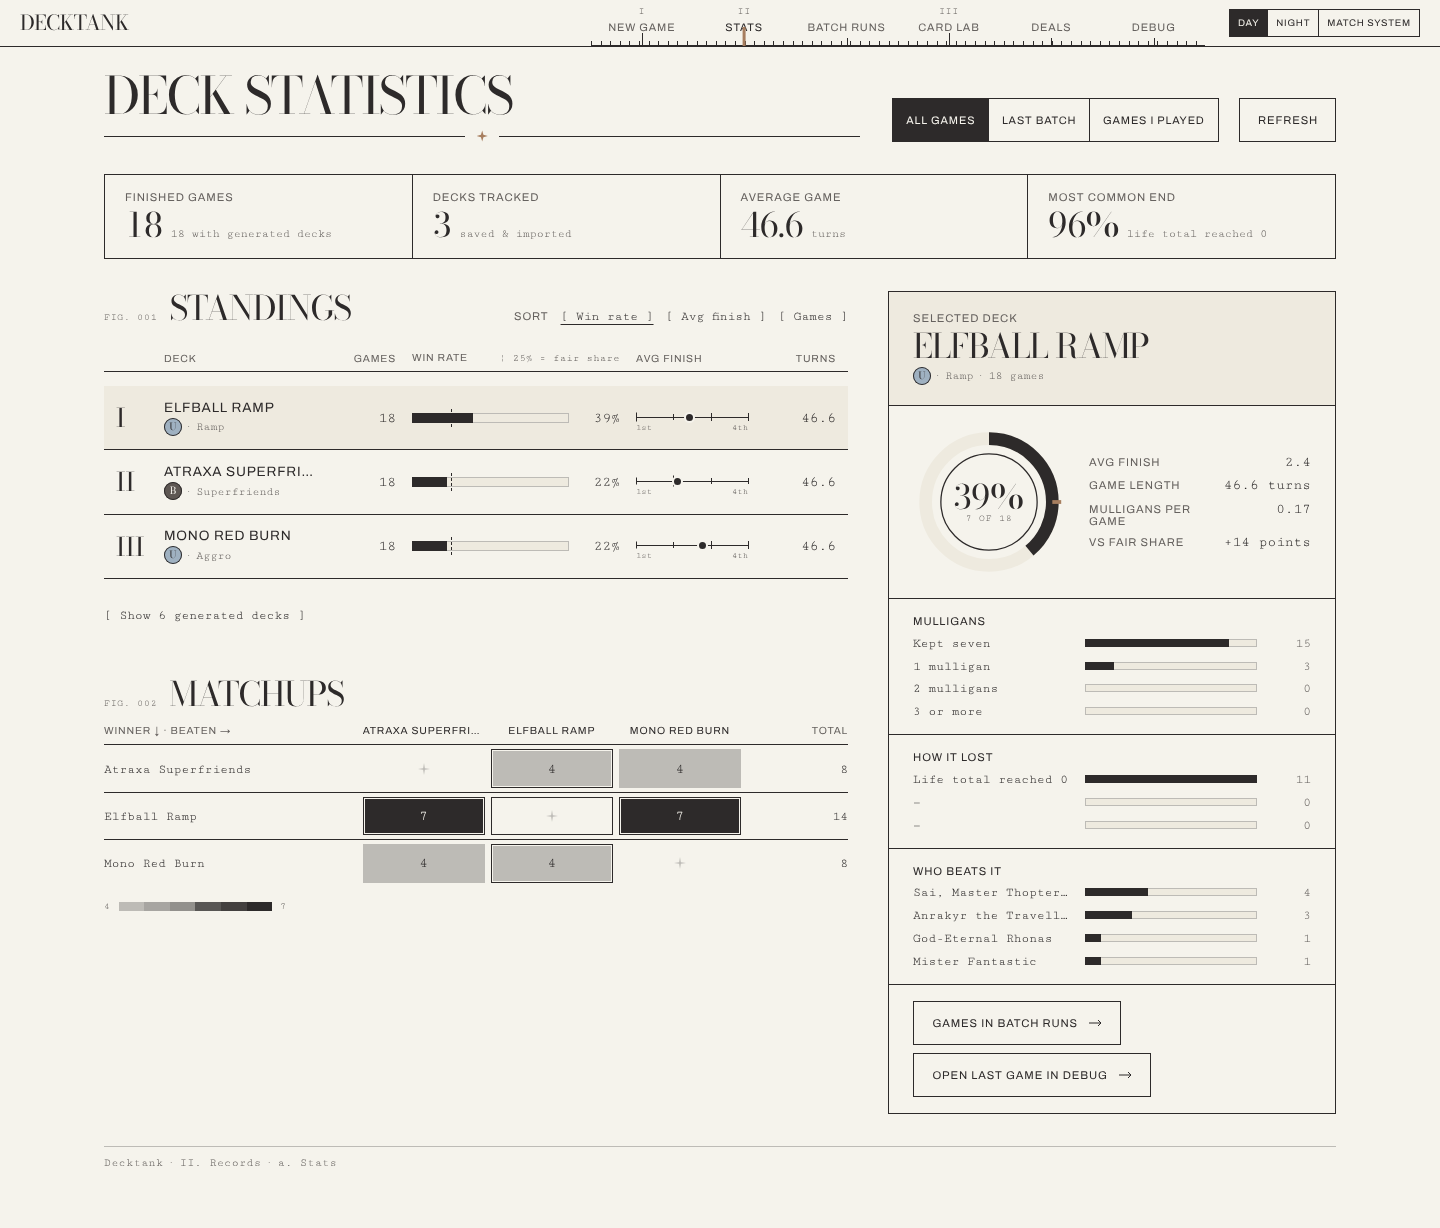 DECKTANK
I
II
III
NEW GAME
STATS
BATCH RUNS
CARD LAB
DEALS
DEBUG
DAY
NIGHT
MATCH SYSTEM
DECK STATISTICS
ALL GAMES
LAST BATCH
GAMES I PLAYED
REFRESH
FINISHED GAMES
18 18 with generated decks
DECKS TRACKED
3 saved & imported
AVERAGE GAME
46.6 turns
MOST COMMON END
96% life total reached 0
FIG. 001 STANDINGS
SORT [ Win rate ] [ Avg finish ] [ Games ]
DECK GAMES WIN RATE ¦ 25% = fair share AVG FINISH TURNS
I ELFBALL RAMP 18 39% 1st 4th 46.6
U · Ramp
II ATRAXA SUPERFRI... 18 22% 1st 4th 46.6
B · Superfriends
III MONO RED BURN 18 22% 1st 4th 46.6
U · Aggro
[ Show 6 generated decks ]
FIG. 002 MATCHUPS
WINNER ↓ · BEATEN → ATRAXA SUPERFRI... ELFBALL RAMP MONO RED BURN TOTAL
Atraxa Superfriends + 4 4 8
Elfball Ramp 7 + 7 14
Mono Red Burn 4 4 + 8
4 7
SELECTED DECK
ELFBALL RAMP
U · Ramp · 18 games
39%
7 OF 18
AVG FINISH 2.4
GAME LENGTH 46.6 turns
MULLIGANS PER GAME 0.17
VS FAIR SHARE +14 points
MULLIGANS
Kept seven 15
1 mulligan 3
2 mulligans 0
3 or more 0
HOW IT LOST
Life total reached 0 11
– 0
– 0
WHO BEATS IT
Sai, Master Thopter… 4
Anrakyr the Travell… 3
God-Eternal Rhonas 1
Mister Fantastic 1
GAMES IN BATCH RUNS →
OPEN LAST GAME IN DEBUG →
Decktank · II. Records · a. Stats